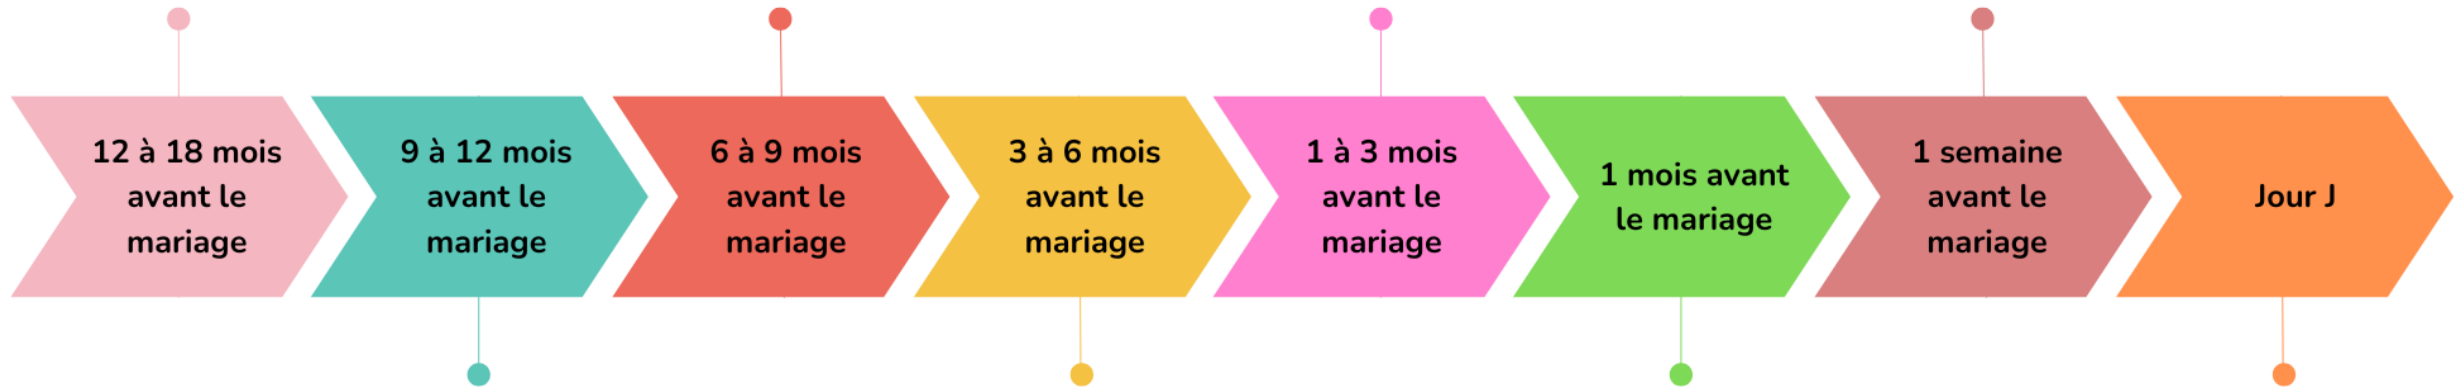 12 à 18 mois
avant le
mariage
9 à 12 mois
avant le
mariage
6 à 9 mois
avant le
mariage
3 à 6 mois
avant le
mariage
1 à 3 mois
avant le
mariage
1 mois avant
le mariage
1 semaine
avant le
mariage
Jour J